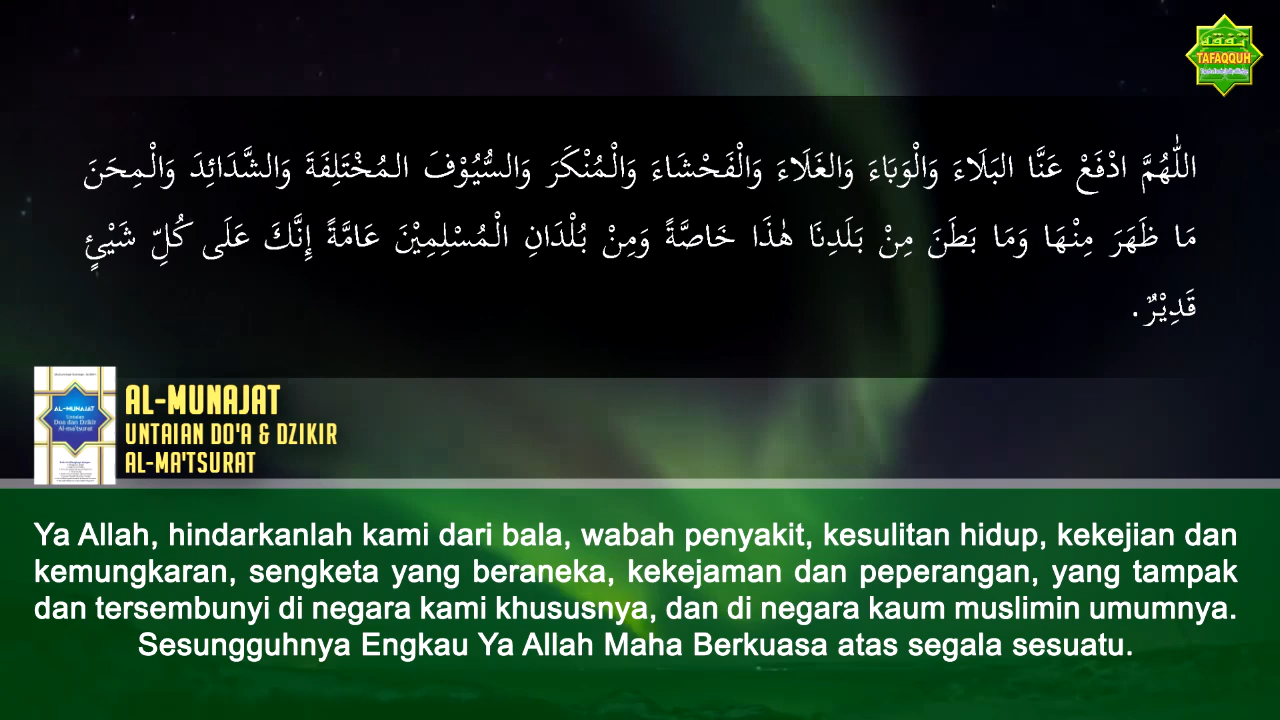 TAFAQQUH
اللّٰهُمَّ ادْفَعْ عَنَّا البَلَاءَ وَالْوَبَاءَ وَالغَلَاءَ وَالْفَحْشَاءَ وَالْمُنْكَرَ وَالسُّيُوْفَ المُخْتَلِفَةَ وَالشَّدَائِدَ وَالْمِحَنَ
مَا ظَهَرَ مِنْهَا وَمَا بَطَنَ مِنْ بَلَدِنَا هٰذَا خَاصَّةً وَمِنْ بُلْدَانِ الْمُسْلِمِيْنَ عَامَّةً إِنَّكَ عَلَى كُلِّ شَيْئٍ
قَدِيْرٌ.
AL-MUNAJAT
Untaian
Doa dan Dzikir
Al-ma'tsurat
AL-MUNAJAT
UNTAIAN DO'A & DZIKIR
AL-MA'TSURAT
Ya Allah, hindarkanlah kami dari bala, wabah penyakit, kesulitan hidup, kekejian dan
kemungkaran, sengketa yang beraneka, kekejaman dan peperangan, yang tampak
dan tersembunyi di negara kami khususnya, dan di negara kaum muslimin umumnya.
Sesungguhnya Engkau Ya Allah Maha Berkuasa atas segala sesuatu.